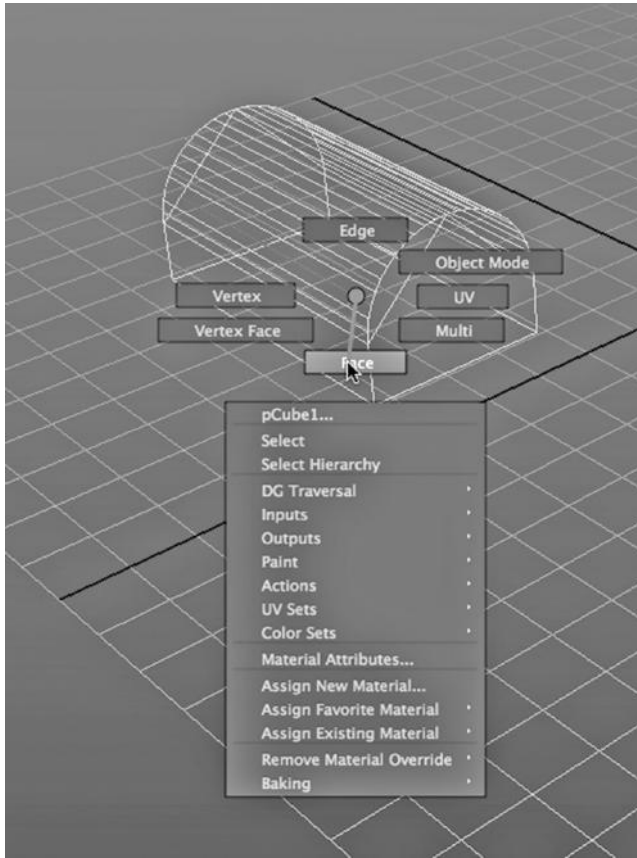 Edge
Object Mode
Vertex
UV
Vertex Face
Multi
Face
pCube1...
Select
Select Hierarchy
DG Traversal
Inputs
Outputs
Paint
Actions
UV Sets
Color Sets
Material Attributes...
Assign New Material...
Assign Favorite Material
Assign Existing Material
Remove Material Override
Baking